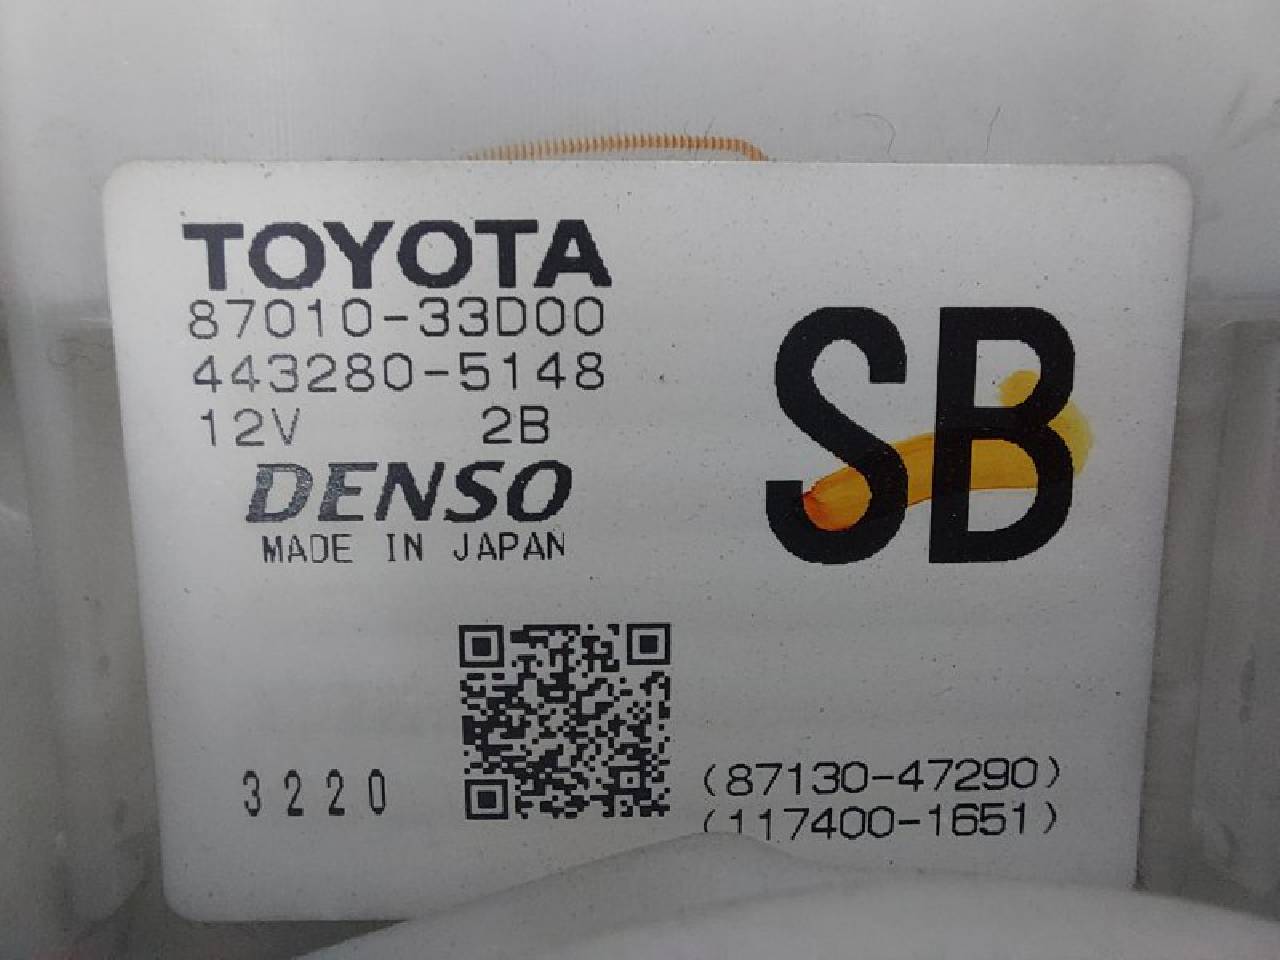 TOYOTA
87010-33D00
443280-5148
12V 2B
DENSO
MADE IN JAPAN
SB
3220
(87130-47290)
(117400-1651)